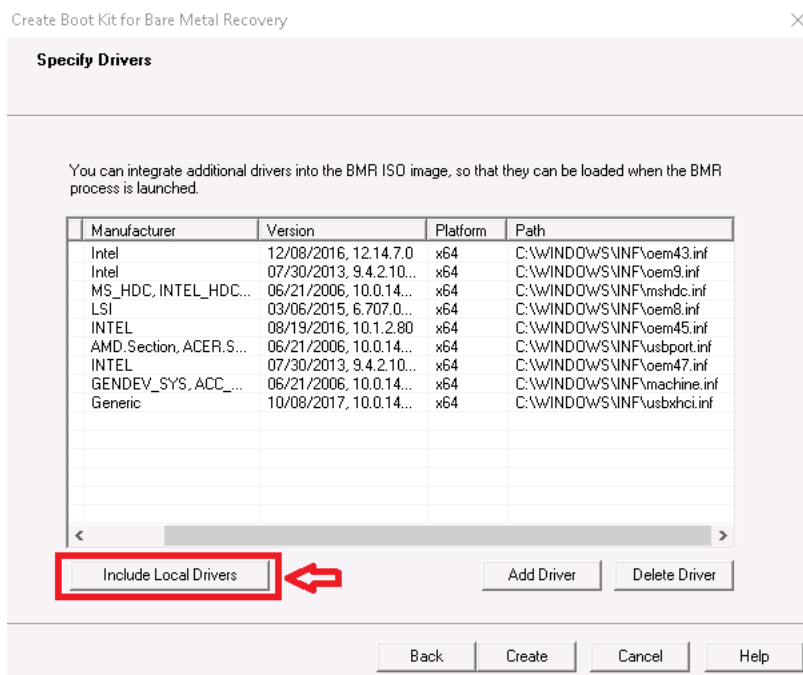 Create Boot Kit for Bare Metal Recovery
Specify Drivers
You can integrate additional drivers into the BMR ISO image, so that they can be loaded when the BMR
process is launched.
Manufacturer Version Platform Path
Intel 12/08/2016, 12.14.7.0 x64 C:\WINDOWS\INF\oem43.inf
Intel 07/30/2013, 9.4.2.10... x64 C:\WINDOWS\INF\oem9.inf
MS_HDC, INTEL_HDC... 06/21/2006, 10.0.14... x64 C:\WINDOWS\INF\mshdc.inf
LSI 03/06/2015, 6.707.0... x64 C:\WINDOWS\INF\oem8.inf
INTEL 08/19/2016, 10.1.2.80 x64 C:\WINDOWS\INF\oem45.inf
AMD.Section, ACER.S... 06/21/2006, 10.0.14... x64 C:\WINDOWS\INF\usbport.inf
INTEL 07/30/2013, 9.4.2.10... x64 C:\WINDOWS\INF\oem47.inf
GENDEV_SYS, ACC_... 06/21/2006, 10.0.14... x64 C:\WINDOWS\INF\machine.inf
Generic 10/08/2017, 10.0.14... x64 C:\WINDOWS\INF\usbxhci.inf
Include Local Drivers Add Driver Delete Driver
Back Create Cancel Help